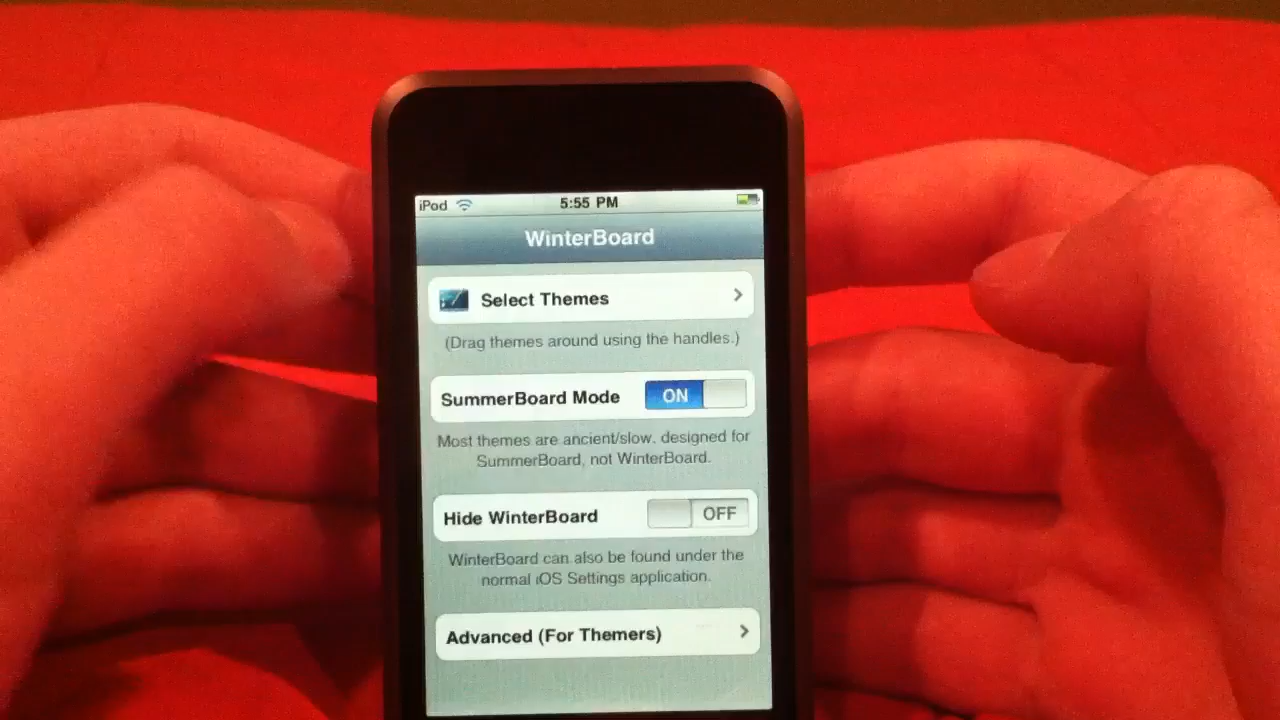 iPod 5:55 PM
WinterBoard
Select Themes
(Drag themes around using the handles.)
SummerBoard Mode ON
Most themes are ancient/slow. designed for
SummerBoard, not WinterBoard.
Hide WinterBoard OFF
WinterBoard can also be found under the
normal iOS Settings application.
Advanced (For Themers)